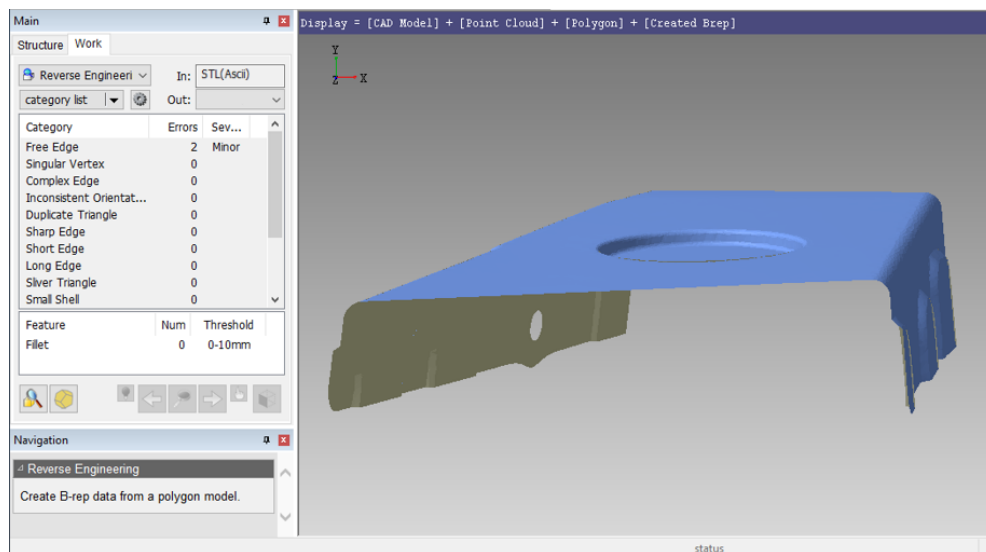 Main
Display = [CAD Model] + [Point Cloud] + [Polygon] + [Created Brep]
Structure Work
Reverse Engineeri In: STL(Ascii)
category list Out:
Category Errors Sev...
Free Edge 2 Minor
Singular Vertex 0
Complex Edge 0
Inconsistent Orientat... 0
Duplicate Triangle 0
Sharp Edge 0
Short Edge 0
Long Edge 0
Sliver Triangle 0
Small Shell 0
Feature Num Threshold
Fillet 0 0-10mm
Navigation
Reverse Engineering
Create B-rep data from a polygon model.
Y
Z X
status